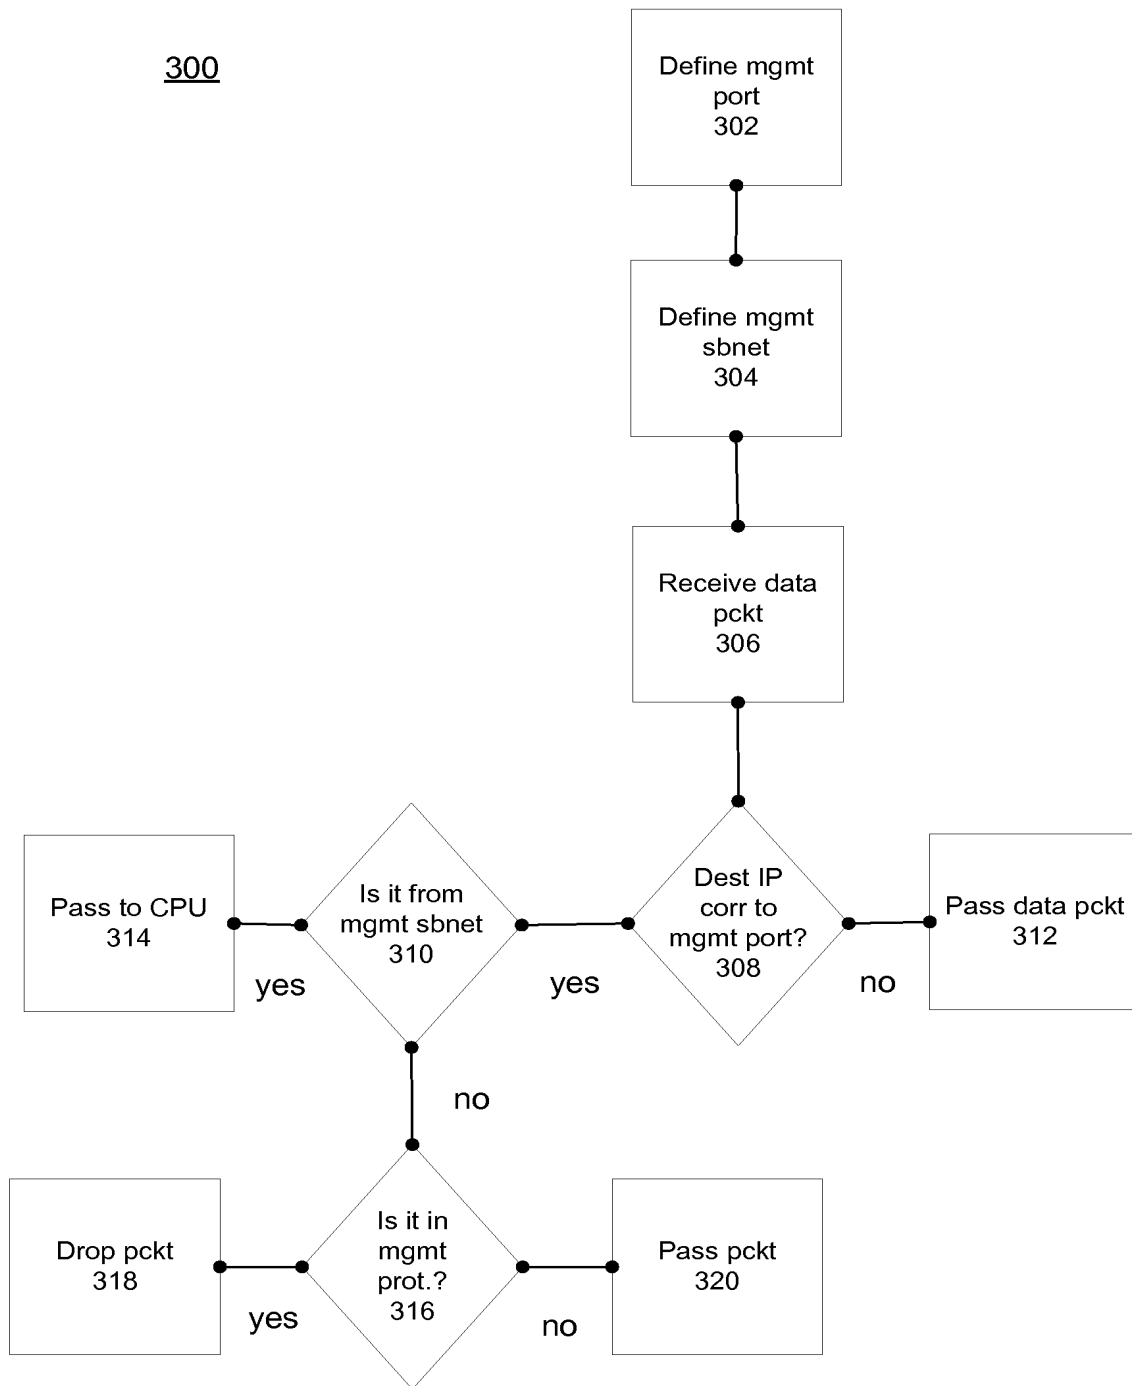 300
Define mgmt
port
302
Define mgmt
sbnet
304
Receive data
pckt
306
Dest IP
corr to
mgmt port?
308
Is it from
mgmt sbnet
310
Pass to CPU
314
Pass data pckt
312
yes
yes
no
no
Is it in
mgmt
prot.?
316
Drop pckt
318
Pass pckt
320
yes
no